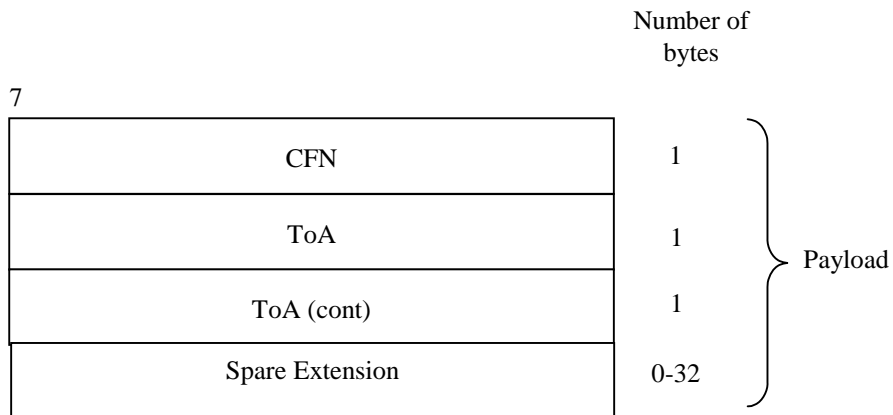 Number of
bytes
7
CFN
1
ToA
1
Payload
ToA (cont)
1
Spare Extension
0-32